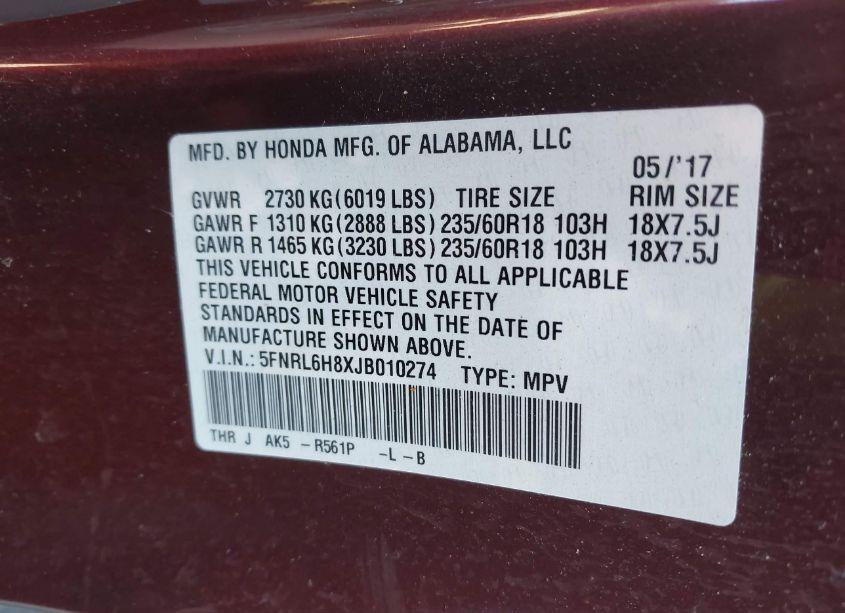 MFD. BY HONDA MFG. OF ALABAMA, LLC
05/'17
GVWR 2730 KG(6019 LBS) TIRE SIZE RIM SIZE
GAWR F 1310 KG(2888 LBS) 235/60R18 103H 18X7.5J
GAWR R 1465 KG(3230 LBS) 235/60R18 103H 18X7.5J
THIS VEHICLE CONFORMS TO ALL APPLICABLE
FEDERAL MOTOR VEHICLE SAFETY
STANDARDS IN EFFECT ON THE DATE OF
MANUFACTURE SHOWN ABOVE.
V.I.N.: 5FNRL6H8XJB010274 TYPE: MPV
THR J AK5 -R561P -L-B